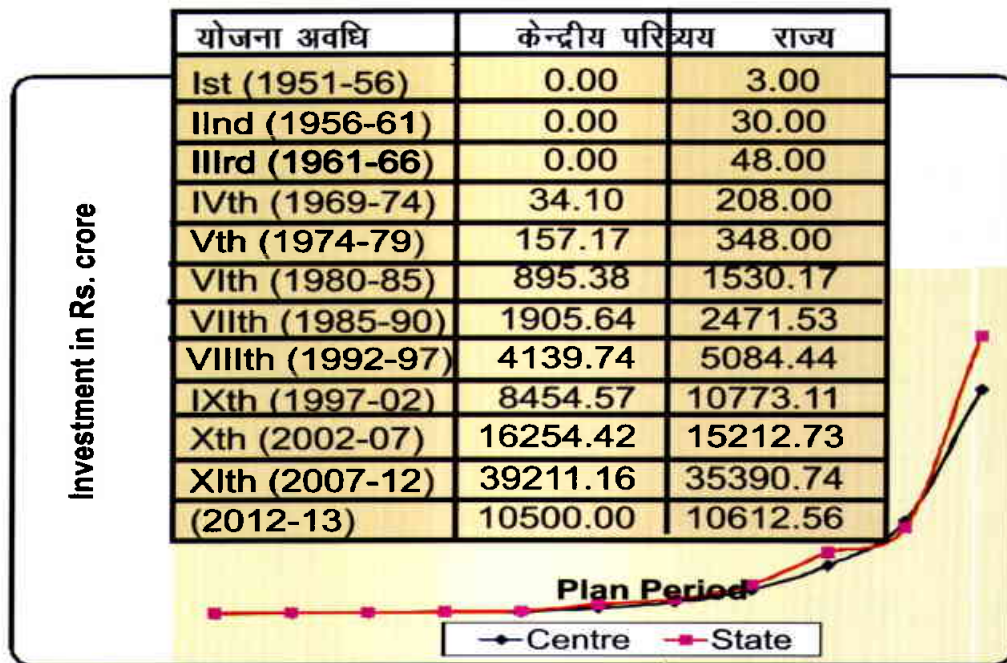 योजना अवधि केन्द्रीय परिव्यय राज्य
Ist (1951-56) 0.00 3.00
IInd (1956-61) 0.00 30.00
IIIrd (1961-66) 0.00 48.00
IVth (1969-74) 34.10 208.00
Vth (1974-79) 157.17 348.00
VIth (1980-85) 895.38 1530.17
VIIth (1985-90) 1905.64 2471.53
VIIIth (1992-97) 4139.74 5084.44
IXth (1997-02) 8454.57 10773.11
Xth (2002-07) 16254.42 15212.73
XIth (2007-12) 39211.16 35390.74
(2012-13) 10500.00 10612.56
Investment in Rs. crore
Plan Period
Centre State